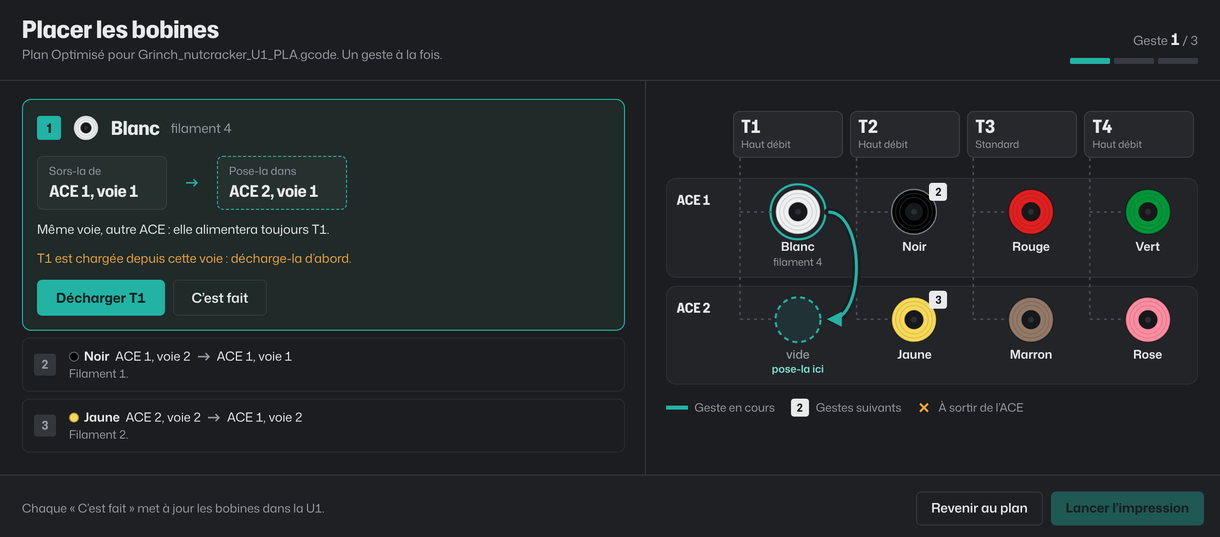 Placer les bobines
Plan Optimisé pour Grinch_nutcracker_U1_PLA.gcode. Un geste à la fois.
Geste 1 / 3
1
Blanc filament 4
Sors-la de
ACE 1, voie 1
→
Pose-la dans
ACE 2, voie 1
Même voie, autre ACE : elle alimentera toujours T1.
T1 est chargée depuis cette voie : décharge-la d'abord.
Décharger T1
C'est fait
2
Noir ACE 1, voie 2 → ACE 1, voie 1
Filament 1.
3
Jaune ACE 2, voie 2 → ACE 1, voie 2
Filament 2.
T1
Haut débit
T2
Haut débit
T3
Standard
T4
Haut débit
ACE 1
2
Blanc
filament 4
Noir
Rouge
Vert
ACE 2
3
vide
pose-la ici
Jaune
Marron
Rose
Geste en cours
2 Gestes suivants
× À sortir de l'ACE
Chaque « C'est fait » met à jour les bobines dans la U1.
Revenir au plan
Lancer l'impression